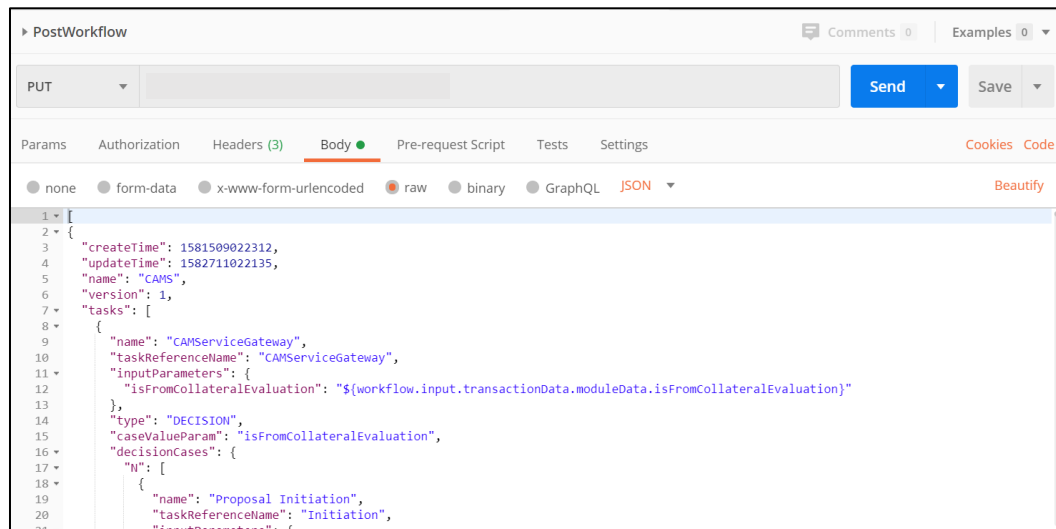 PostWorkflow Comments 0 Examples 0
PUT Send Save
Params Authorization Headers (3) Body Pre-request Script Tests Settings Cookies Code
none form-data x-www-form-urlencoded raw binary GraphQL JSON Beautify
1 [
2 {
3 "createTime": 1581509022312,
4 "updateTime": 1582711022135,
5 "name": "CAMS",
6 "version": 1,
7 "tasks": [
8 {
9 "name": "CAMServiceGateway",
10 "taskReferenceName": "CAMServiceGateway",
11 "inputParameters": {
12 "isFromCollateralEvaluation": "${workflow.input.transactionData.moduleData.isFromCollateralEvaluation}"
13 },
14 "type": "DECISION",
15 "caseValueParam": "isFromCollateralEvaluation",
16 "decisionCases": {
17 "N": [
18 {
19 "name": "Proposal Initiation",
20 "taskReferenceName": "Initiation",
21 "inputParameters": {